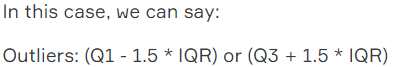 In this case, we can say:
Outliers: (Q1 - 1.5 * IQR) or (Q3 + 1.5 * IQR)